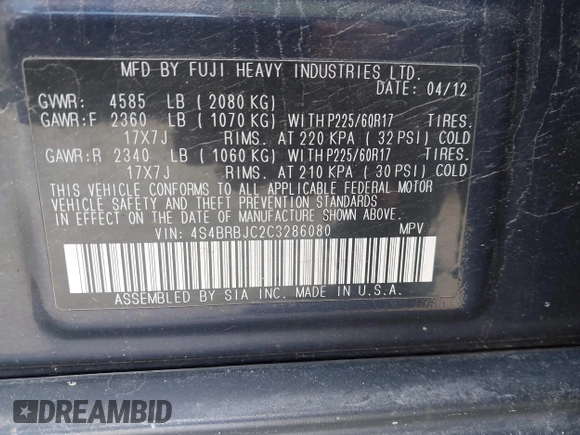 MFD BY FUJI HEAVY INDUSTRIES LTD.
DATE: 04/12
GVWR: 4585 LB (2080 KG)
GAWR:F 2360 LB (1070 KG) WITH P225/60R17 TIRES.
17X7J RIMS. AT 220 KPA (32 PSI) COLD
GAWR:R 2340 LB (1060 KG) WITH P225/60R17 TIRES.
17X7J RIMS. AT 210 KPA (30 PSI) COLD
THIS VEHICLE CONFORMS TO ALL APPLICABLE FEDERAL MOTOR
VEHICLE SAFETY AND THEFT PREVENTION STANDARDS
IN EFFECT ON THE DATE OF MANUFACTURE SHOWN ABOVE.
VIN: 4S4BRBJC2C3286080 MPV
ASSEMBLED BY SIA INC. MADE IN U.S.A.
DREAMBID